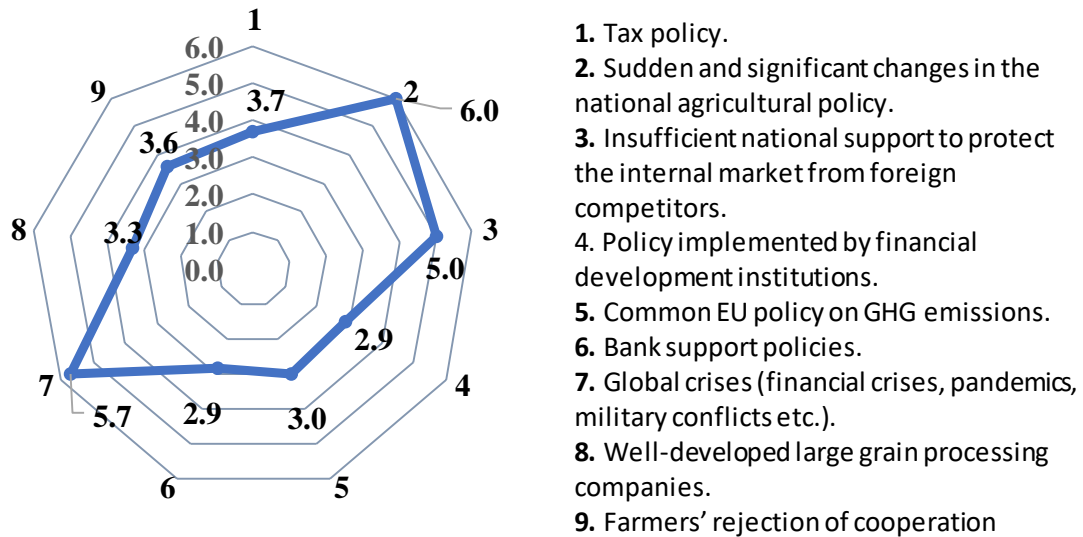 1
6.0
5.0
4.0
3.0
2.0
1.0
0.0
9
2
3.7
6.0
3.6
8
3
3.3
5.0
2.9
7
4
5.7
2.9
3.0
6
5
1. Tax policy.
2. Sudden and significant changes in the
national agricultural policy.
3. Insufficient national support to protect
the internal market from foreign
competitors.
4. Policy implemented by financial
development institutions.
5. Common EU policy on GHG emissions.
6. Bank support policies.
7. Global crises (financial crises, pandemics,
military conflicts etc.).
8. Well-developed large grain processing
companies.
9. Farmers’ rejection of cooperation